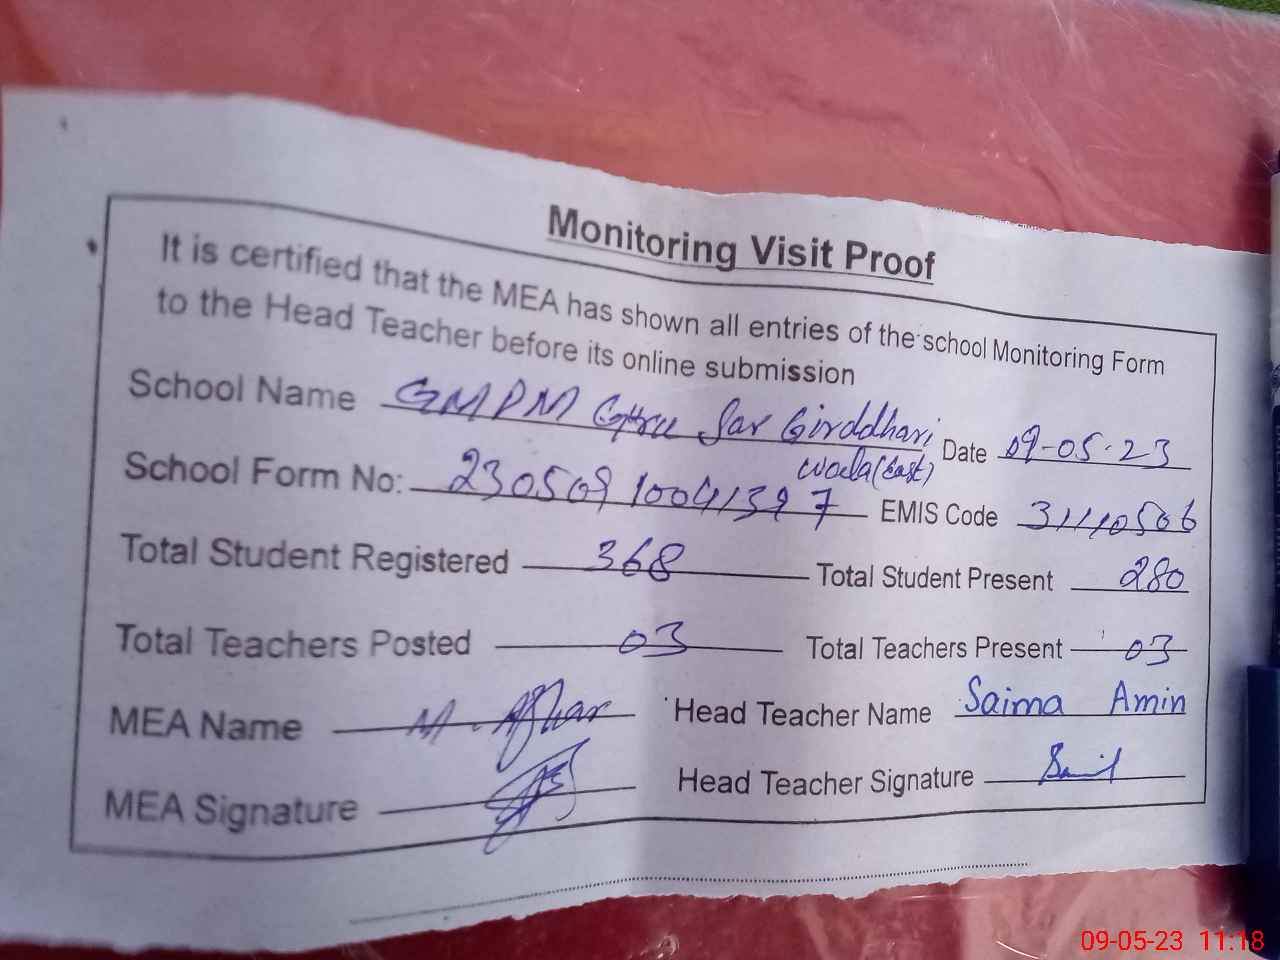 Monitoring Visit Proof
It is certified that the MEA has shown all entries of the school Monitoring Form
to the Head Teacher before its online submission
School Name GMPM Sar Girddhari Date 09-05-23
wala (East)
School Form No: 23050910041397 EMIS Code 31110506
Total Student Registered 368 Total Student Present 280
Total Teachers Posted 03 Total Teachers Present 03
MEA Name M. Afshar Head Teacher Name Saima Amin
MEA Signature Head Teacher Signature
09-05-23 11:18